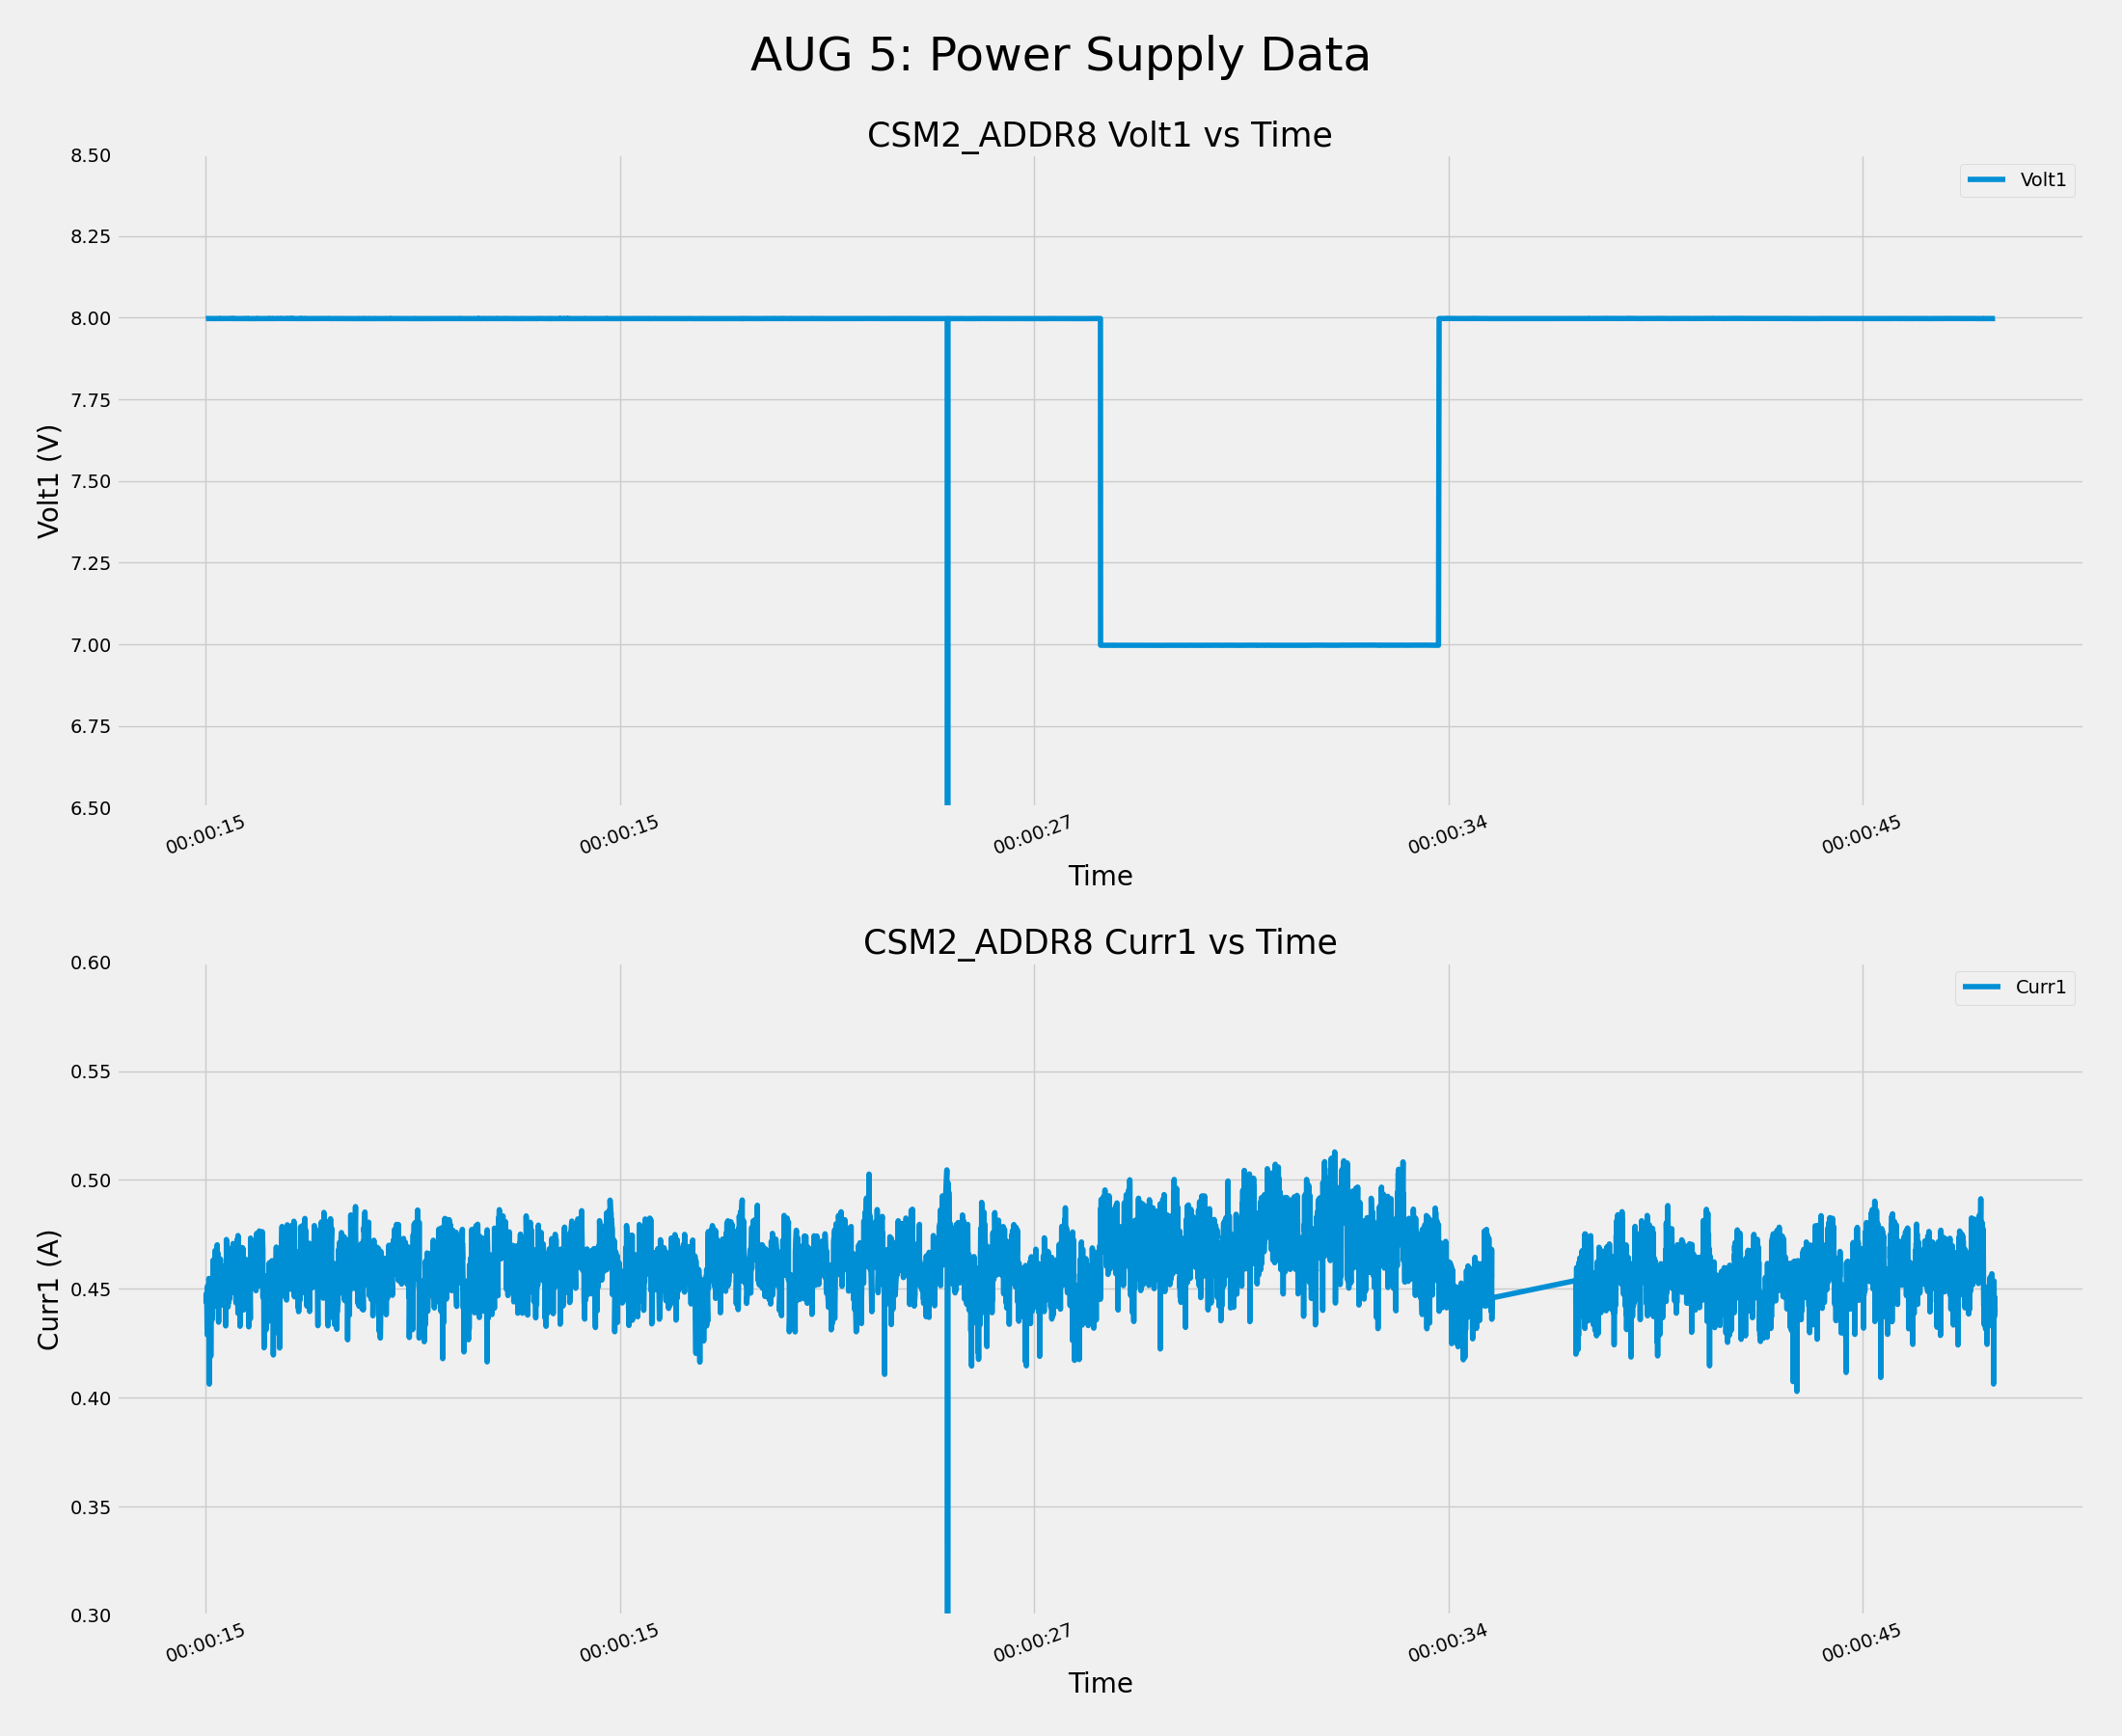 AUG 5: Power Supply Data
CSM2_ADDR8 Volt1 vs Time
8.50
8.25
8.00
7.75
7.50
7.25
7.00
6.75
6.50
Volt1 (V)
Volt1
00:00:15
00:00:15
00:00:27
00:00:34
00:00:45
Time
CSM2_ADDR8 Curr1 vs Time
0.60
0.55
0.50
0.45
0.40
0.35
0.30
Curr1 (A)
Curr1
00:00:15
00:00:15
00:00:27
00:00:34
00:00:45
Time